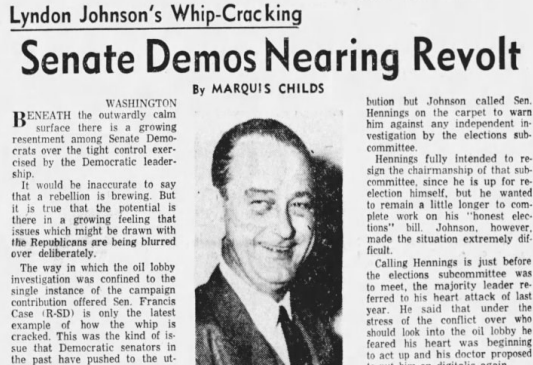 Lyndon Johnson's Whip-Cracking
Senate Demos Nearing Revolt
By MARQUIS CHILDS
WASHINGTON
BENEATH the outwardly calm
surface there is a growing
resentment among Senate Demo-
crats over the tight control exer-
cised by the Democratic leader-
ship.
It would be inaccurate to say
that a rebellion is brewing. But
it is true that the potential is
there in a growing feeling that
issues which might be drawn with
the Republicans are being blurred
over deliberately.
The way in which the oil lobby
investigation was confined to the
single instance of the campaign
contribution offered Sen. Francis
Case (R-SD) is only the latest
example of how the whip is
cracked. This was the kind of is-
sue that Democratic senators in
the past have pushed to the ut-
bution but Johnson called Sen.
Hennings on the carpet to warn
him against any independent in-
vestigation by the elections sub-
committee.
Hennings fully intended to re-
sign the chairmanship of that sub-
committee, since he is up for re-
election himself, but he wanted
to remain a little longer to com-
plete work on his "honest elec-
tions" bill. Johnson, however,
made the situation extremely dif-
ficult.
Calling Hennings is just before
the elections subcommittee was
to meet, the majority leader re-
ferred to his heart attack of last
year. He said that under the
stress of the conflict over who
should look into the oil lobby he
feared his heart was beginning
to act up and his doctor proposed